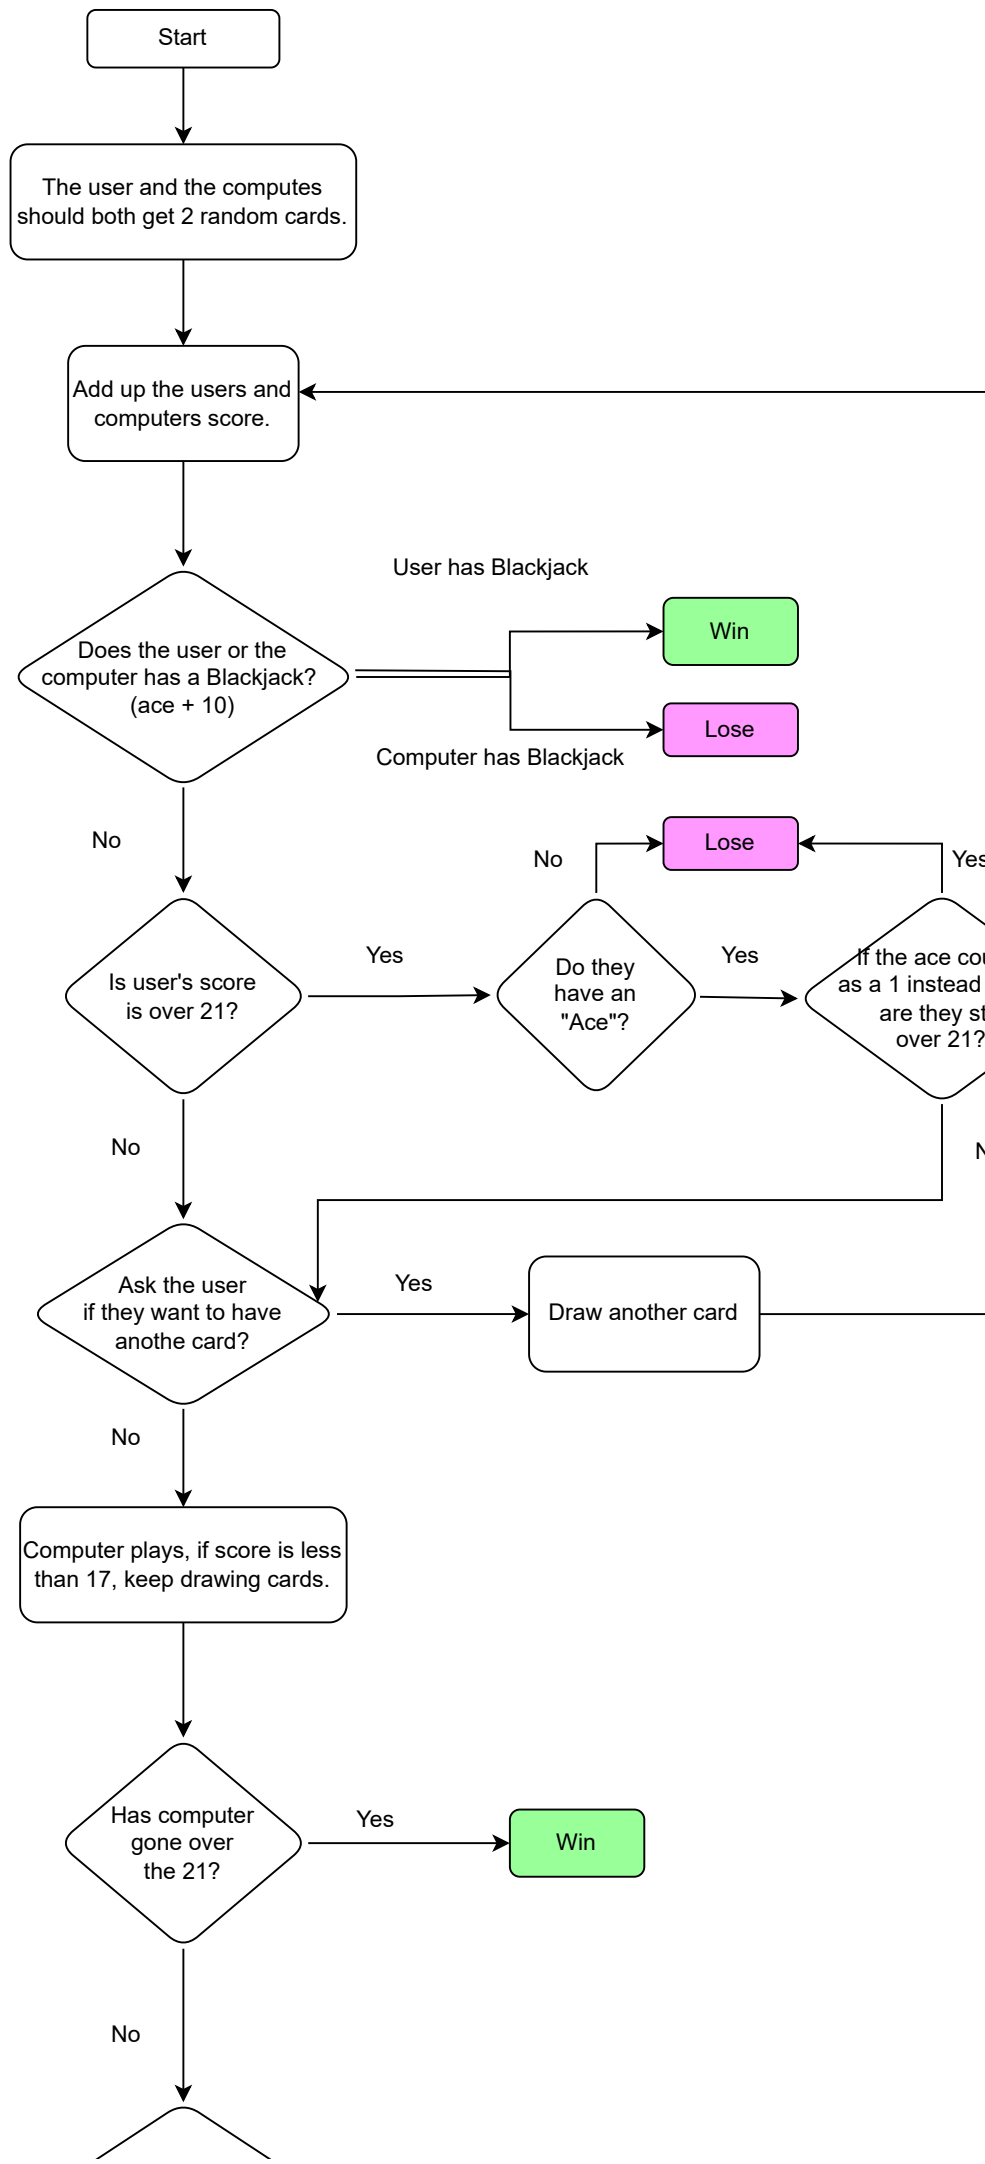 Start
The user and the computes
should both get 2 random cards.
Add up the users and
computers score.
User has Blackjack
Win
Does the user or the
computer has a Blackjack?
(ace + 10)
Lose
Computer has Blackjack
No
Lose
No
Yes
Is user's score
is over 21?
Yes
Do they
have an
"Ace"?
Yes
If the ace
as a 1 instead
are they
over 21?
No
Ask the user
if they want to have
anothe card?
Yes
Draw another card
No
Computer plays, if score is less
than 17, keep drawing cards.
Has computer
gone over
the 21?
Yes
Win
No